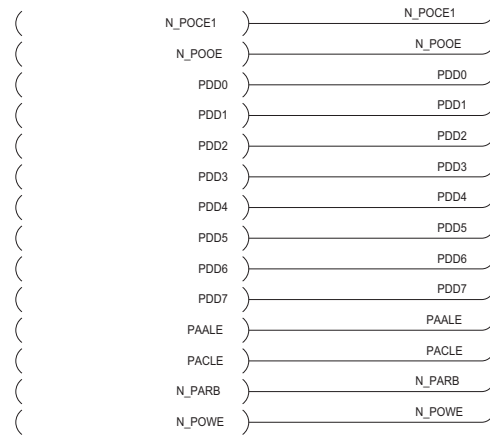 N_POCE1 N_POCE1
N_POOE N_POOE
PDD0 PDD0
PDD1 PDD1
PDD2 PDD2
PDD3 PDD3
PDD4 PDD4
PDD5 PDD5
PDD6 PDD6
PDD7 PDD7
PAALE PAALE
PACLE PACLE
N_PARB N_PARB
N_POWE N_POWE